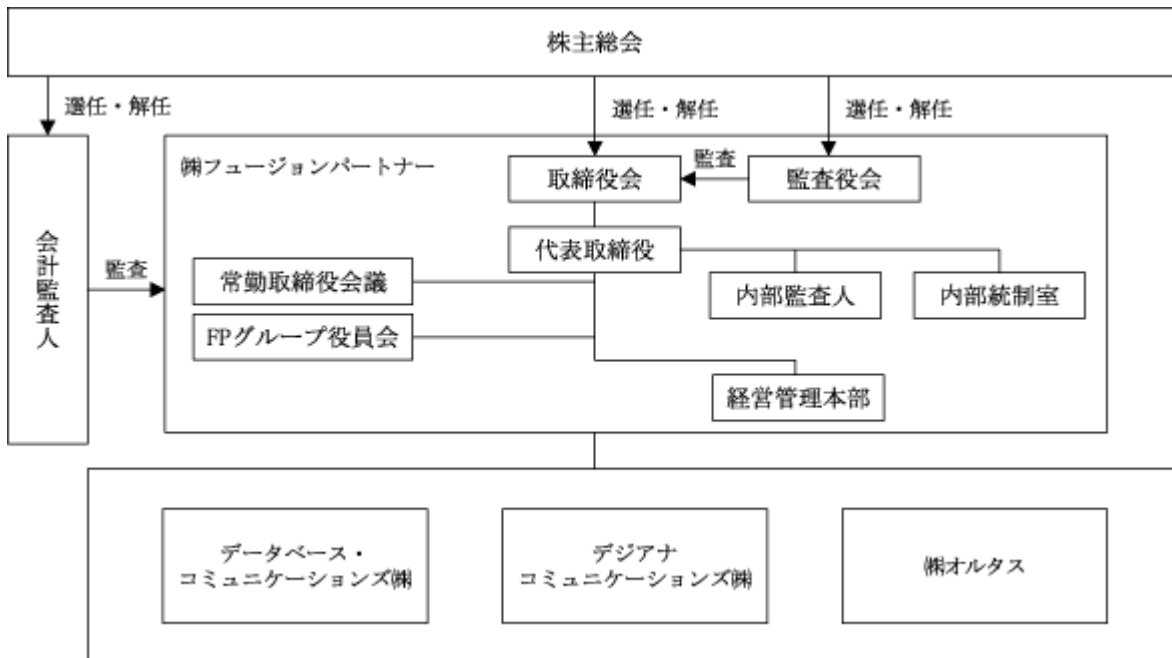 株主総会
選任・解任
選任・解任
選任・解任
㈱フュージョンパートナー
取締役会
監査
監査役会
会計監査人
監査
代表取締役
常勤取締役会議
内部監査人
内部統制室
FPグループ役員会
経営管理本部
データベース・
コミュニケーションズ㈱
デジアナ
コミュニケーションズ㈱
㈱オルタス